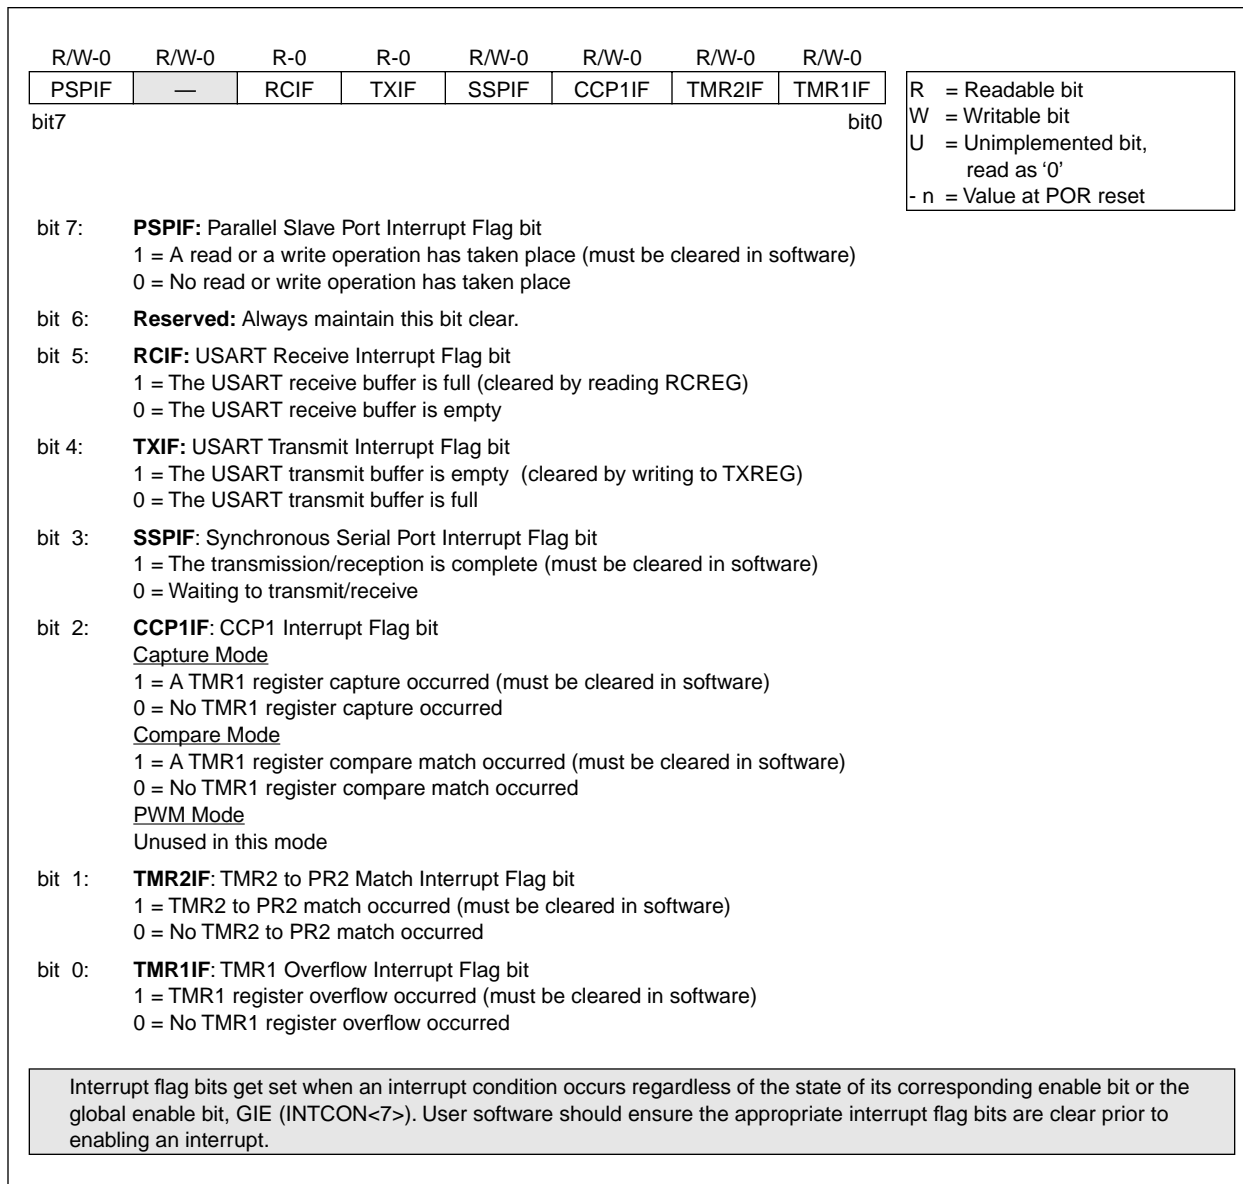 R/W-0 R/W-0 R-0 R-0 R/W-0 R/W-0 R/W-0 R/W-0
PSPIF — RCIF TXIF SSPIF CCP1IF TMR2IF TMR1IF
bit7 bit0
R = Readable bit
W = Writable bit
U = Unimplemented bit,
read as ‘0’
- n = Value at POR reset
bit 7: PSPIF: Parallel Slave Port Interrupt Flag bit
1 = A read or a write operation has taken place (must be cleared in software)
0 = No read or write operation has taken place
bit 6: Reserved: Always maintain this bit clear.
bit 5: RCIF: USART Receive Interrupt Flag bit
1 = The USART receive buffer is full (cleared by reading RCREG)
0 = The USART receive buffer is empty
bit 4: TXIF: USART Transmit Interrupt Flag bit
1 = The USART transmit buffer is empty (cleared by writing to TXREG)
0 = The USART transmit buffer is full
bit 3: SSPIF: Synchronous Serial Port Interrupt Flag bit
1 = The transmission/reception is complete (must be cleared in software)
0 = Waiting to transmit/receive
bit 2: CCP1IF: CCP1 Interrupt Flag bit
Capture Mode
1 = A TMR1 register capture occurred (must be cleared in software)
0 = No TMR1 register capture occurred
Compare Mode
1 = A TMR1 register compare match occurred (must be cleared in software)
0 = No TMR1 register compare match occurred
PWM Mode
Unused in this mode
bit 1: TMR2IF: TMR2 to PR2 Match Interrupt Flag bit
1 = TMR2 to PR2 match occurred (must be cleared in software)
0 = No TMR2 to PR2 match occurred
bit 0: TMR1IF: TMR1 Overflow Interrupt Flag bit
1 = TMR1 register overflow occurred (must be cleared in software)
0 = No TMR1 register overflow occurred
Interrupt flag bits get set when an interrupt condition occurs regardless of the state of its corresponding enable bit or the
global enable bit, GIE (INTCON<7>). User software should ensure the appropriate interrupt flag bits are clear prior to
enabling an interrupt.